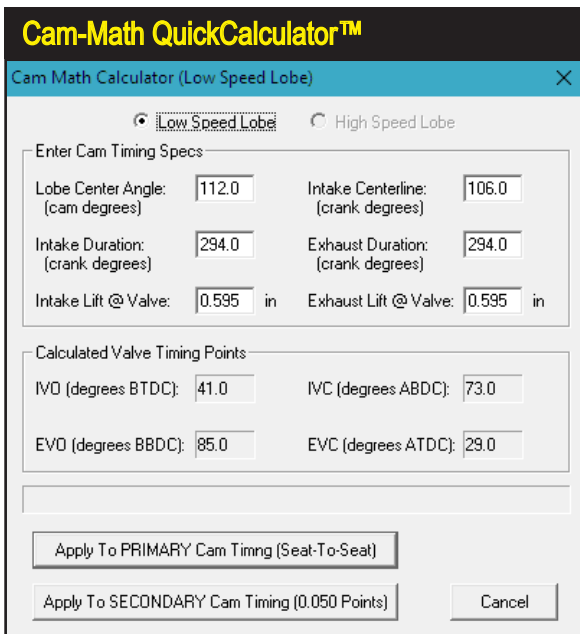 Cam-Math QuickCalculator™
Cam Math Calculator (Low Speed Lobe)
Low Speed Lobe High Speed Lobe
Enter Cam Timing Specs
Lobe Center Angle: 112.0 Intake Centerline: 106.0
(cam degrees) (crank degrees)
Intake Duration: 294.0 Exhaust Duration: 294.0
(crank degrees) (crank degrees)
Intake Lift @ Valve: 0.595 in Exhaust Lift @ Valve: 0.595 in
Calculated Valve Timing Points
IVO (degrees BTDC): 41.0 IVC (degrees ABDC): 73.0
EVO (degrees BBDC): 85.0 EVC (degrees ATDC): 29.0
Apply To PRIMARY Cam Timng (Seat-To-Seat)
Apply To SECONDARY Cam Timing (0.050 Points) Cancel